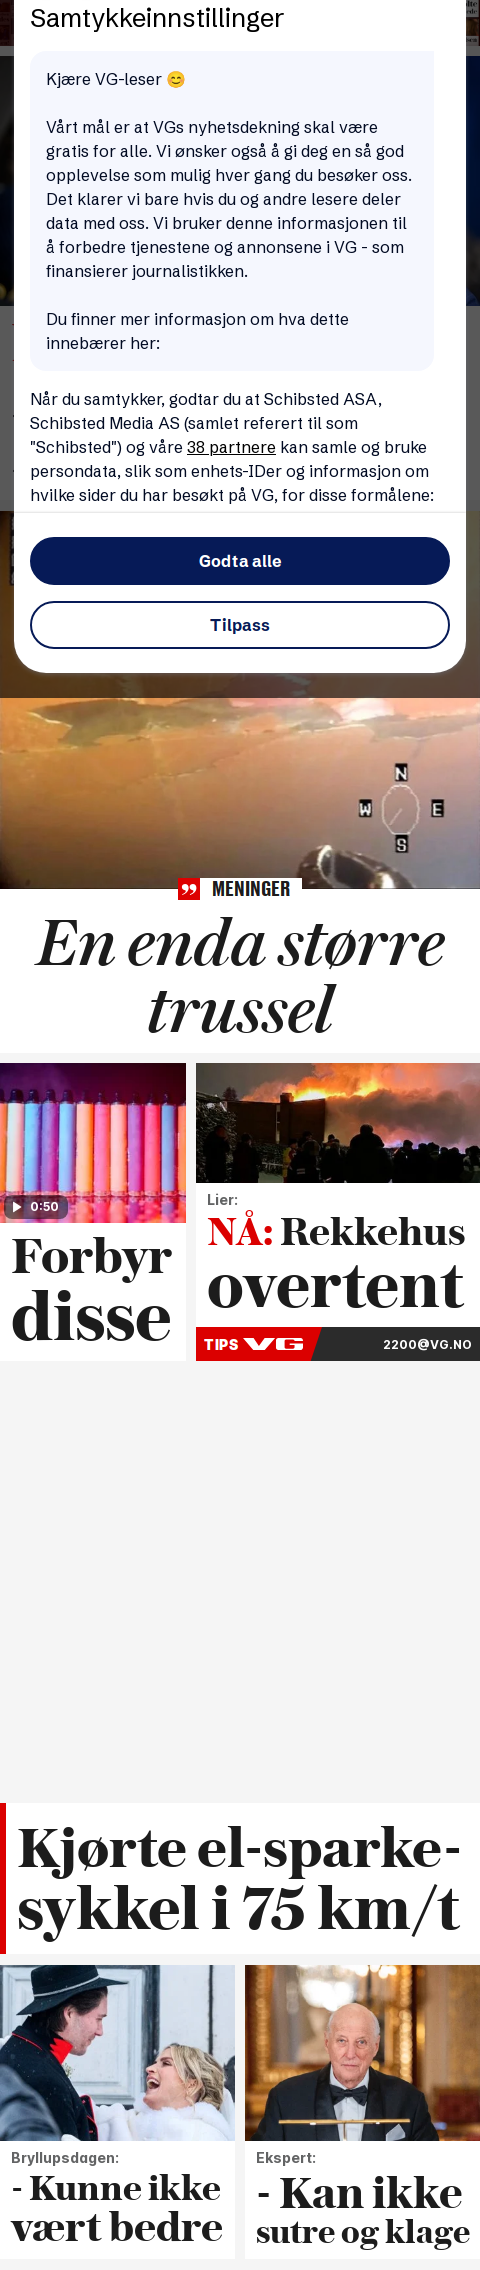 Samtykkeinnstillinger
Kjære VG-leser 😊
Vårt mål er at VGs nyhetsdekning skal være
gratis for alle. Vi ønsker også å gi deg en så god
opplevelse som mulig hver gang du besøker oss.
Det klarer vi bare hvis du og andre lesere deler
data med oss. Vi bruker denne informasjonen til
å forbedre tjenestene og annonsene i VG - som
finansierer journalistikken.
Du finner mer informasjon om hva dette
innebærer her:
Når du samtykker, godtar du at Schibsted ASA,
Schibsted Media AS (samlet referert til som
"Schibsted") og våre 38 partnere kan samle og bruke
persondata, slik som enhets-IDer og informasjon om
hvilke sider du har besøkt på VG, for disse formålene:
Godta alle
Tilpass
N
W E
S
MENINGER
En enda større
trussel
0:50
Forbyr
disse
Lier:
NÅ: Rekkehus
overtent
TIPS VG 2200@VG.NO
Kjørte el-sparke-
sykkel i 75 km/t
Bryllupsdagen:
- Kunne ikke
vært bedre
Ekspert:
- Kan ikke
sutre og klage